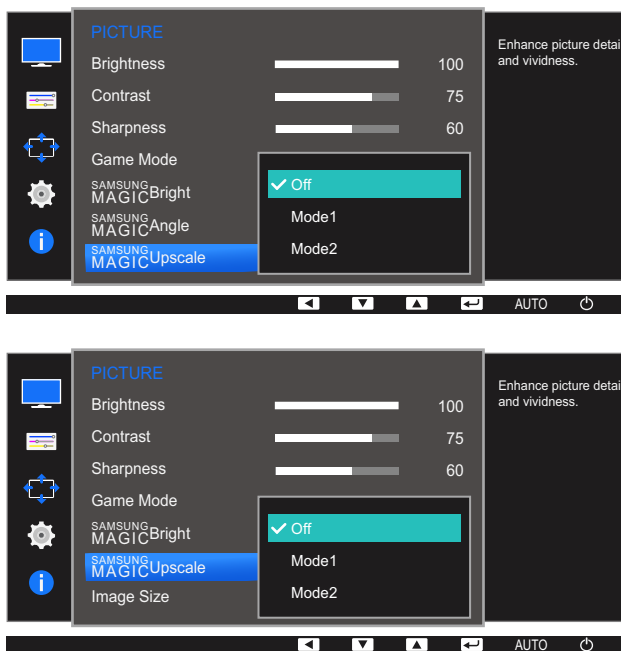 PICTURE
Enhance picture detai
and vividness.
Brightness 100
Contrast 75
Sharpness 60
Game Mode
SAMSUNG
MAGICBright
Off
SAMSUNG
MAGICAngle
Mode1
SAMSUNG
MAGICUpscale
Mode2
AUTO
PICTURE
Enhance picture detai
and vividness.
Brightness 100
Contrast 75
Sharpness 60
Game Mode
SAMSUNG
MAGICBright
Off
SAMSUNG
MAGICUpscale
Mode1
Image Size
Mode2
AUTO